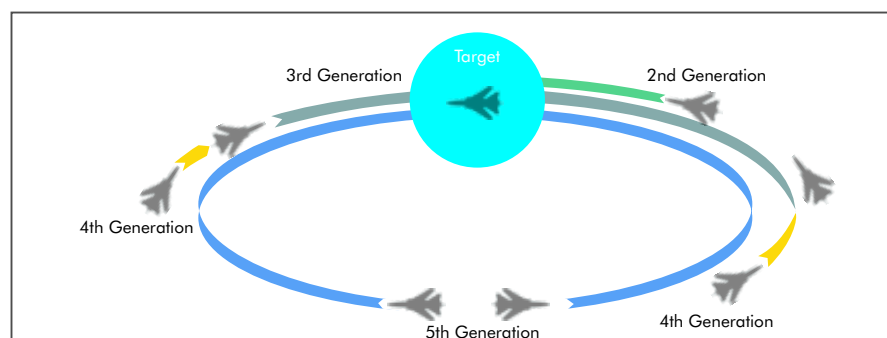 Target
3rd Generation
2nd Generation
4th Generation
4th Generation
5th Generation